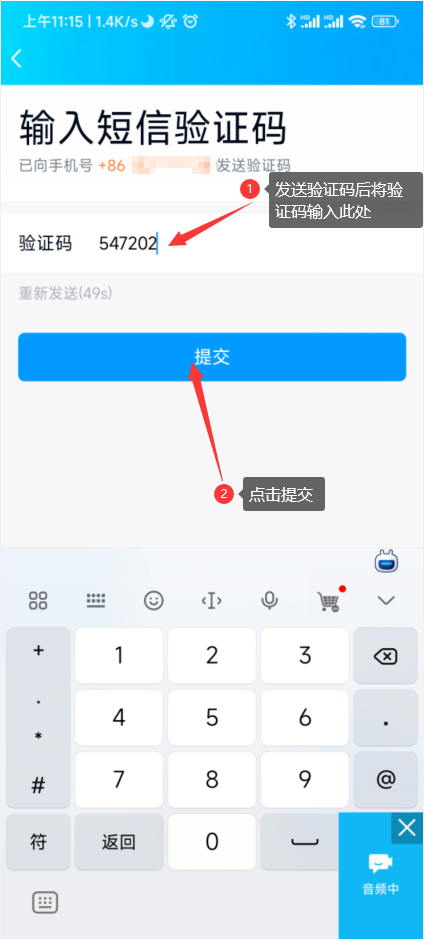 上午11:15 | 1.4K/s
HD HD 81
输入短信验证码
已向手机号 +86 发送验证码
1 发送验证码后将验
证码输入此处
验证码 547202
重新发送(49s)
提交
2 点击提交
+ 1 2 3
. 4 5 6 .
*
# 7 8 9 @
符 返回 0
音频中